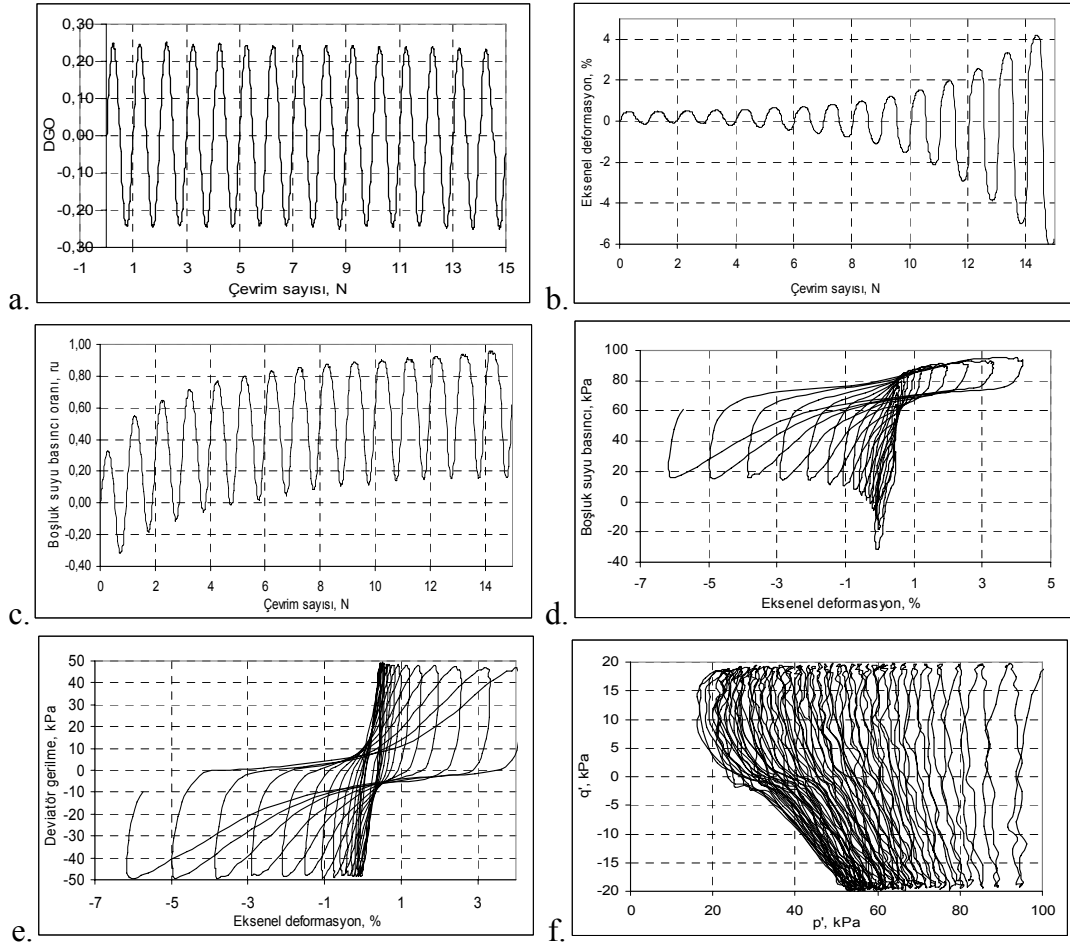 a.
0,30
0,20
0,10
0,00
-0,10
-0,20
-0,30
DGO
-1 1 3 5 7 9 11 13 15
Çevrim sayısı, N
b.
4
2
0
-2
-4
-6
Eksenel deformasyon, %
0 2 4 6 8 10 12 14
Çevrim sayısı, N
c.
1,00
0,80
0,60
0,40
0,20
0,00
-0,20
-0,40
Boşluk suyu basıncı oranı, ru
0 2 4 6 8 10 12 14
Çevrim sayısı, N
d.
100
80
60
40
20
0
-20
-40
Boşluk suyu basıncı, kPa
-7 -5 -3 -1 1 3 5
Eksenel deformasyon, %
e.
50
40
30
20
10
0
-10
-20
-30
-40
-50
Deviatör gerilme, kPa
-7 -5 -3 -1 1 3
Eksenel deformasyon, %
f.
20
15
10
5
0
-5
-10
-15
-20
q', kPa
0 20 40 60 80 100
p', kPa